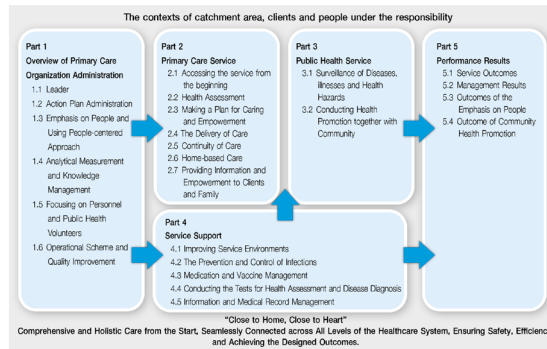 The contexts of catchment area, clients and people under the responsibility
Part 1
Overview of Primary Care
Organization Administration
1.1 Leader
1.2 Action Plan Administration
1.3 Emphasis on People and
Using People-centered
Approach
1.4 Analytical Measurement
and Knowledge
Management
1.5 Focusing on Personnel
and Public Health
Volunteers
1.6 Operational Scheme and
Quality Improvement
Part 2
Primary Care Service
2.1 Accessing the service from
the beginning
2.2 Health Assessment
2.3 Making a Plan for Caring
and Empowerment
2.4 The Delivery of Care
2.5 Continuity of Care
2.6 Home-based Care
2.7 Providing Information and
Empowerment to Clients
and Family
Part 3
Public Health Service
3.1 Surveillance of Diseases,
illnesses and Health
Hazards
3.2 Conducting Health
Promotion together with
Community
Part 5
Performance Results
5.1 Service Outcomes
5.2 Management Results
5.3 Outcomes of the
Emphasis on People
5.4 Outcome of Community
Health Promotion
Part 4
Service Support
4.1 Improving Service Environments
4.2 The Prevention and Control of Infections
4.3 Medication and Vaccine Management
4.4 Conducting the Tests for Health Assessment and Disease Diagnosis
4.5 Information and Medical Record Management
“Close to Home, Close to Heart”
Comprehensive and Holistic Care from the Start, Seamlessly Connected across All Levels of the Healthcare System, Ensuring Safety, Efficienc
and Achieving the Designed Outcomes.